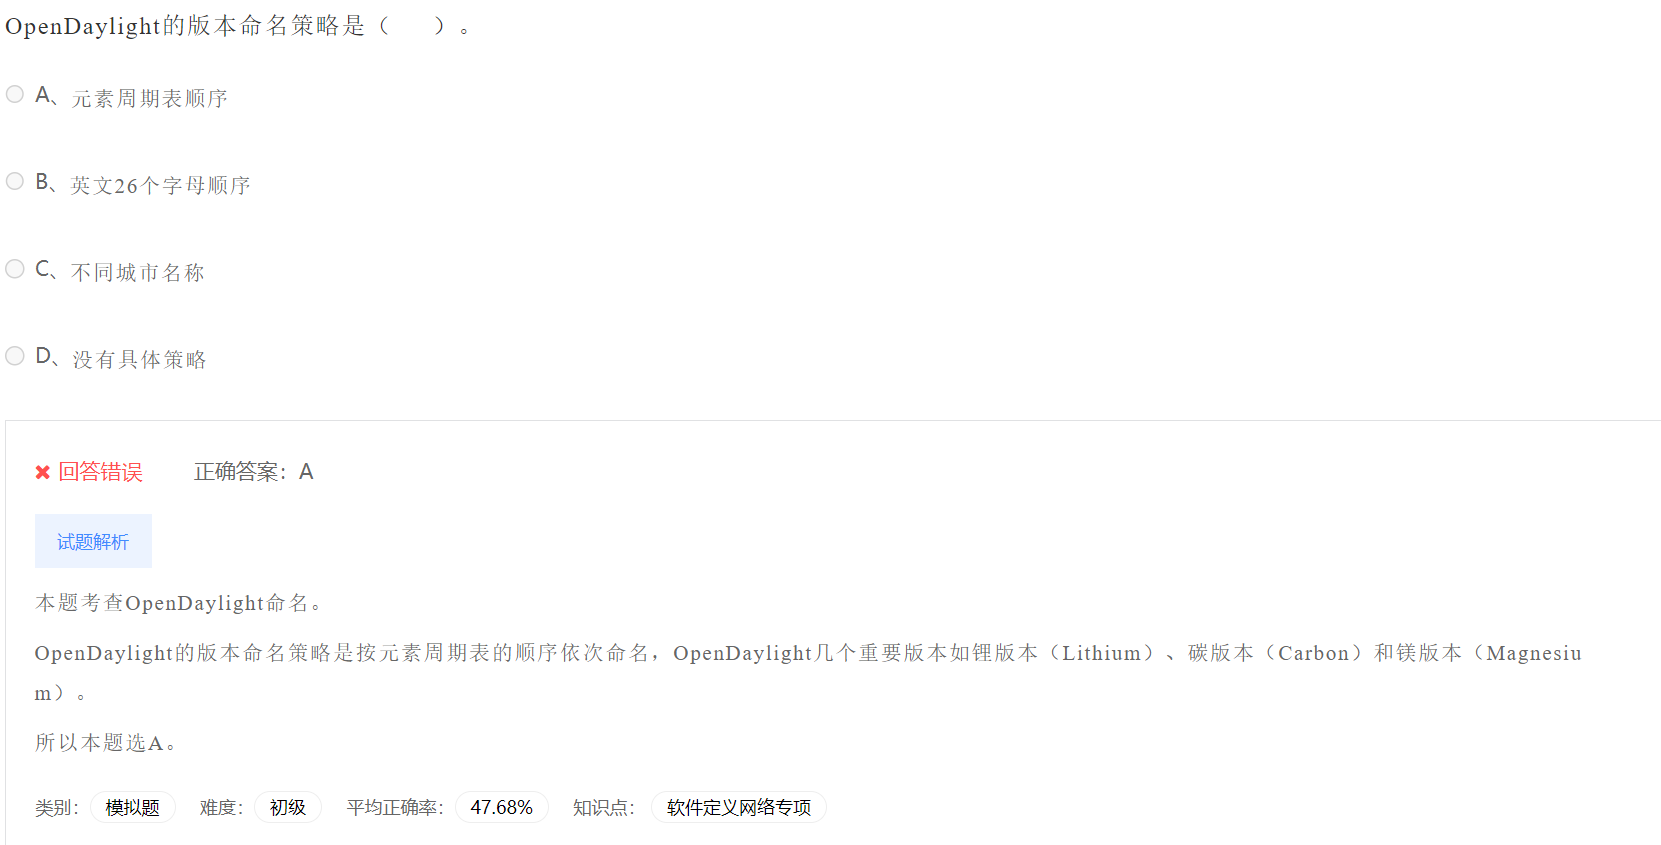 OpenDaylight的版本命名策略是（　　）。
A、元素周期表顺序
B、英文26个字母顺序
C、不同城市名称
D、没有具体策略
回答错误 正确答案：A
试题解析
本题考查OpenDaylight命名。
OpenDaylight的版本命名策略是按元素周期表的顺序依次命名，OpenDaylight几个重要版本如锂版本（Lithium）、碳版本（Carbon）和镁版本（Magnesiu
m）。
所以本题选A。
类别： 模拟题 难度： 初级 平均正确率： 47.68% 知识点： 软件定义网络专项